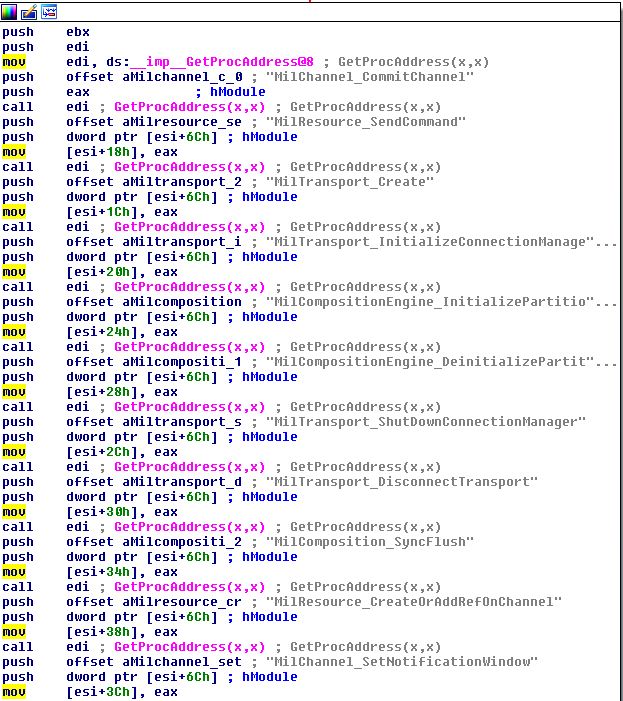 push ebx
push edi
mov edi, ds:__imp__GetProcAddress@8 ; GetProcAddress(x,x)
push offset aMilchannel_c_0 ; "MilChannel_CommitChannel"
push eax ; hModule
call edi ; GetProcAddress(x,x) ; GetProcAddress(x,x)
push offset aMilresource_se ; "MilResource_SendCommand"
push dword ptr [esi+6Ch] ; hModule
mov [esi+18h], eax
call edi ; GetProcAddress(x,x) ; GetProcAddress(x,x)
push offset aMiltransport_2 ; "MilTransport_Create"
push dword ptr [esi+6Ch] ; hModule
mov [esi+1Ch], eax
call edi ; GetProcAddress(x,x) ; GetProcAddress(x,x)
push offset aMiltransport_i ; "MilTransport_InitializeConnectionManage"...
push dword ptr [esi+6Ch] ; hModule
mov [esi+20h], eax
call edi ; GetProcAddress(x,x) ; GetProcAddress(x,x)
push offset aMilcomposition ; "MilCompositionEngine_InitializePartitio"...
push dword ptr [esi+6Ch] ; hModule
mov [esi+24h], eax
call edi ; GetProcAddress(x,x) ; GetProcAddress(x,x)
push offset aMilcompositi_1 ; "MilCompositionEngine_DeinitializePartit"...
push dword ptr [esi+6Ch] ; hModule
mov [esi+28h], eax
call edi ; GetProcAddress(x,x) ; GetProcAddress(x,x)
push offset aMiltransport_s ; "MilTransport_ShutDownConnectionManager"
push dword ptr [esi+6Ch] ; hModule
mov [esi+2Ch], eax
call edi ; GetProcAddress(x,x) ; GetProcAddress(x,x)
push offset aMiltransport_d ; "MilTransport_DisconnectTransport"
push dword ptr [esi+6Ch] ; hModule
mov [esi+30h], eax
call edi ; GetProcAddress(x,x) ; GetProcAddress(x,x)
push offset aMilcompositi_2 ; "MilComposition_SyncFlush"
push dword ptr [esi+6Ch] ; hModule
mov [esi+34h], eax
call edi ; GetProcAddress(x,x) ; GetProcAddress(x,x)
push offset aMilresource_cr ; "MilResource_CreateOrAddRefOnChannel"
push dword ptr [esi+6Ch] ; hModule
mov [esi+38h], eax
call edi ; GetProcAddress(x,x) ; GetProcAddress(x,x)
push offset aMilchannel_set ; "MilChannel_SetNotificationWindow"
push dword ptr [esi+6Ch] ; hModule
mov [esi+3Ch], eax